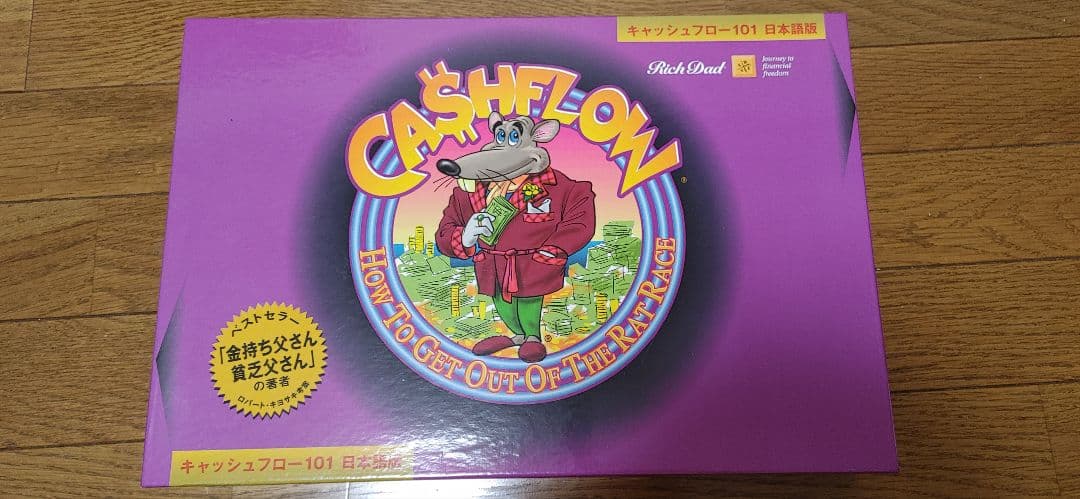 キャッシュフロー101 日本語版
Rich Dad
Journey to
financial
freedom
CA$HFLOW
HOW TO GET OUT OF THE RAT RACE
ベストセラー
「金持ち父さん
貧乏父さん」
の著者
ロバート・キヨサキ考案
キャッシュフロー101 日本語版